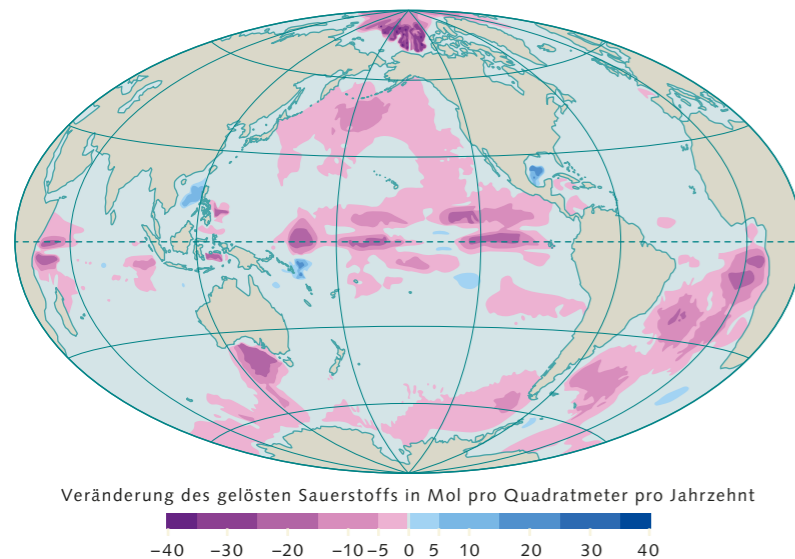 Veränderung des gelösten Sauerstoffs in Mol pro Quadratmeter pro Jahrzehnt
−40 −30 −20 −10 −5 0 5 10 20 30 40